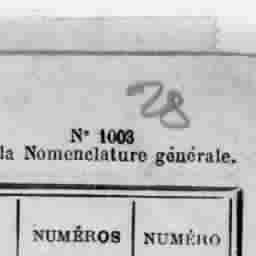 28
N° 1003
la Nomenclature générale.
NUMÉROS NUMÉRO